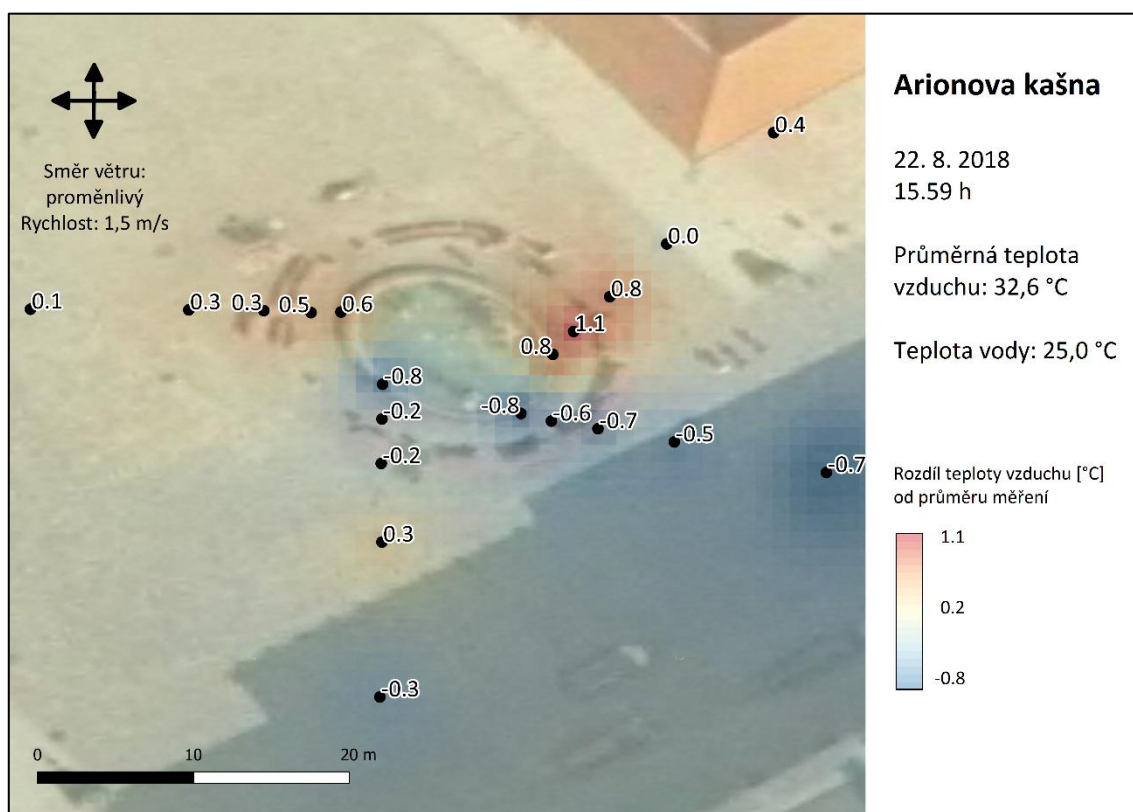 Směr větru:
proměnlivý
Rychlost: 1,5 m/s
0.4
0.0
0.1
0.3
0.3
0.5
0.6
0.8
1.1
0.8
-0.8
-0.2
-0.8
-0.6
-0.7
-0.5
-0.2
-0.7
0.3
-0.3
0 10 20 m
Arionova kašna
22. 8. 2018
15.59 h
Průměrná teplota
vzduchu: 32,6 °C
Teplota vody: 25,0 °C
Rozdíl teploty vzduchu [°C]
od průměru měření
1.1
0.2
-0.8